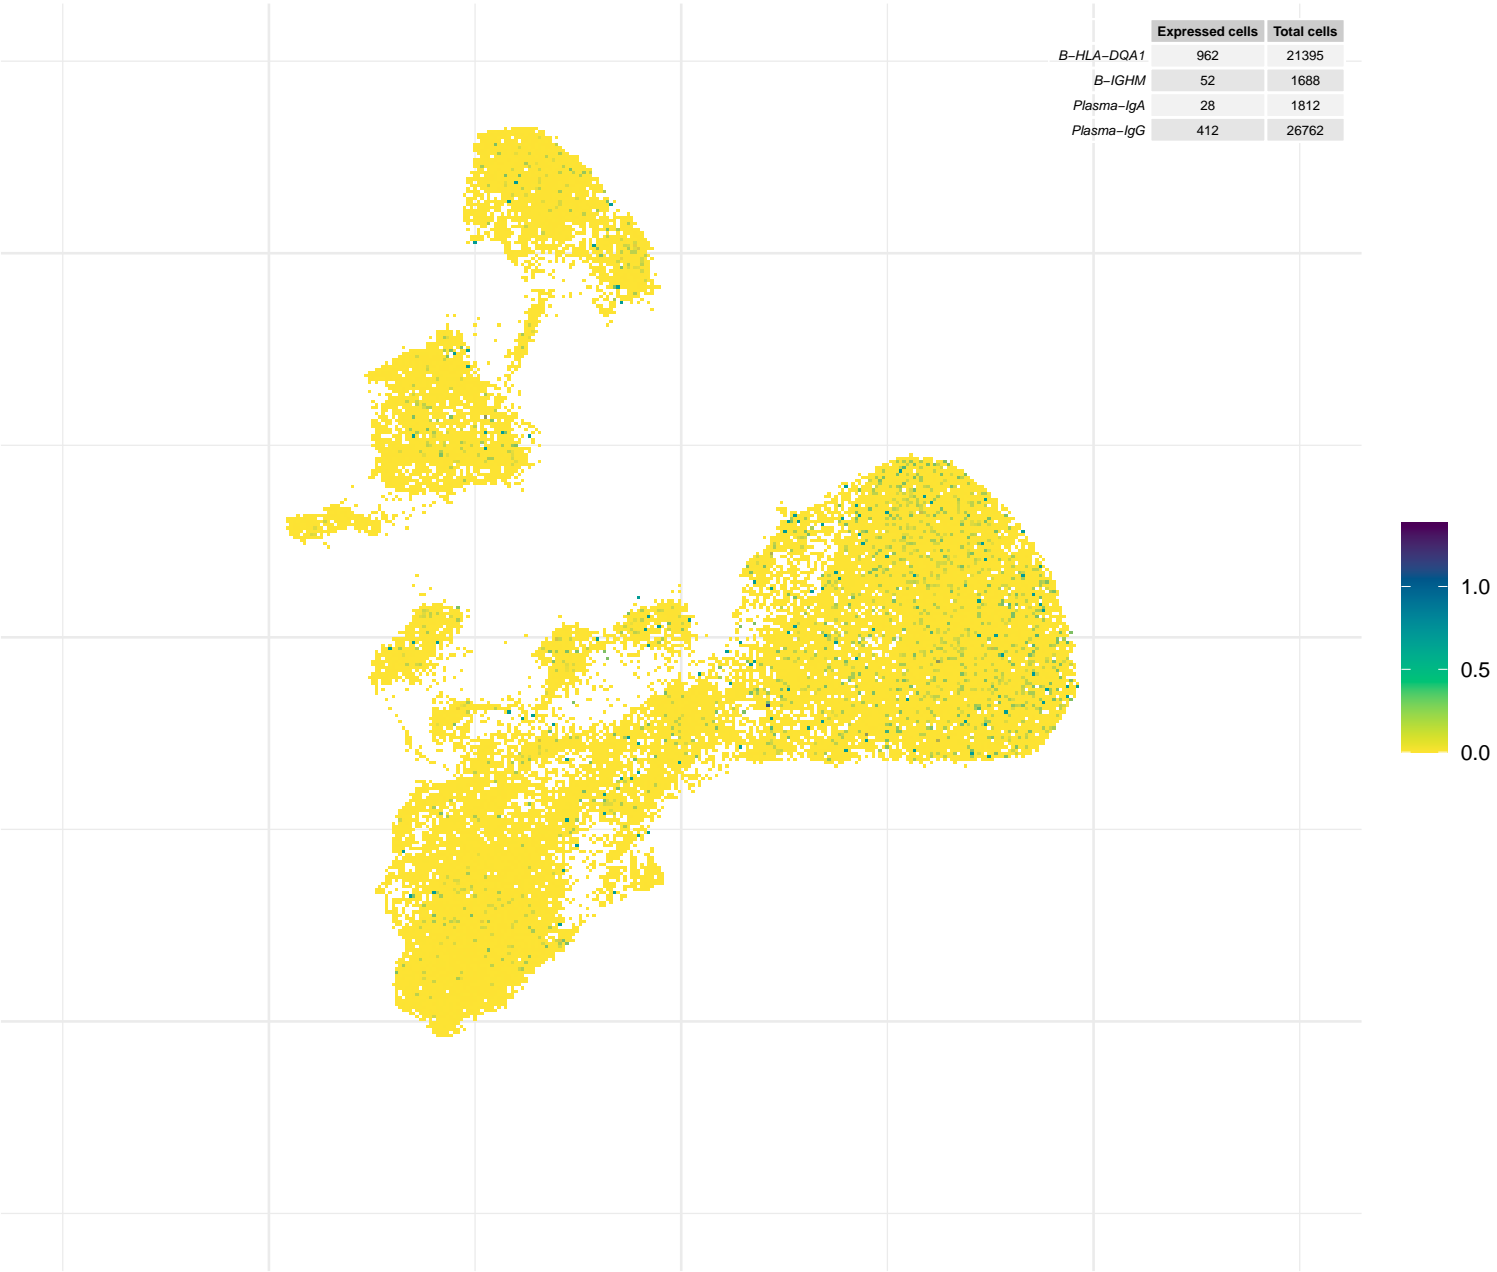 Expressed cells Total cells
B−HLA−DQA1 962 21395
B−IGHM 52 1688
Plasma−IgA 28 1812
Plasma−IgG 412 26762
1.0
0.5
0.0